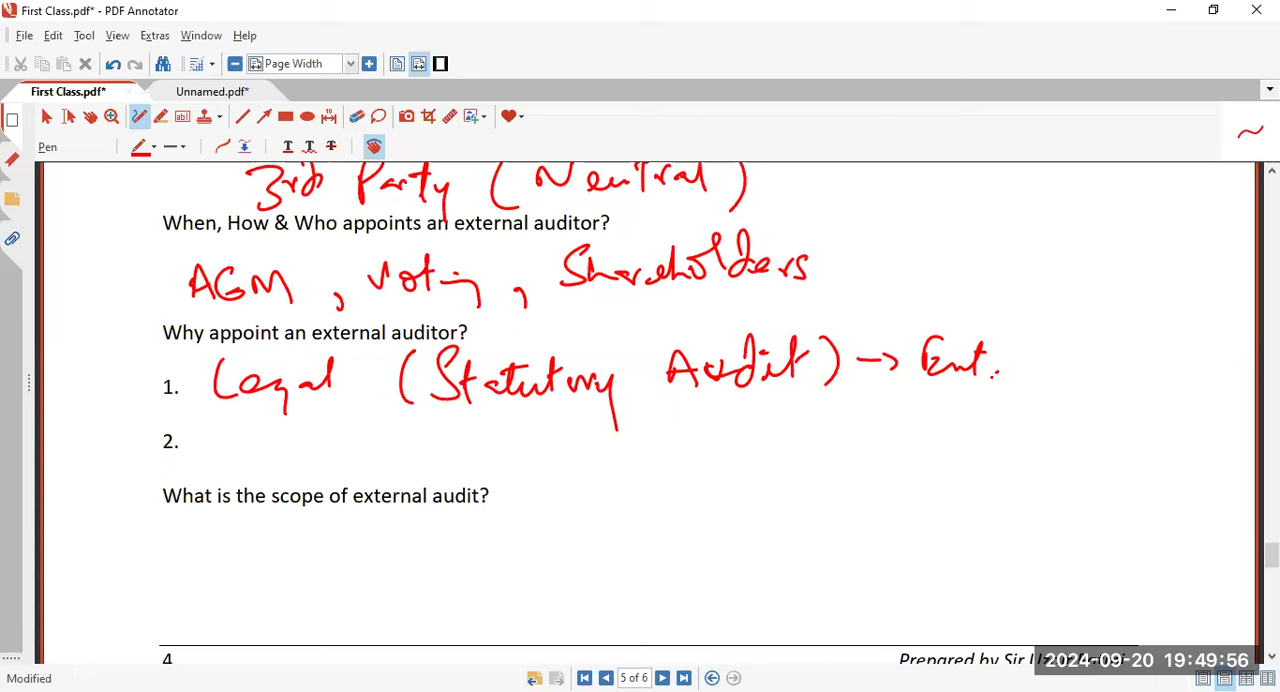 First Class.pdf* - PDF Annotator
File Edit Tool View Extras Window Help
Page Width
First Class.pdf* Unnamed.pdf*
Pen
3rd Party (Neutral)
When, How & Who appoints an external auditor?
AGM, Voting, Shareholders
Why appoint an external auditor?
1. Legal (Statutory Audit) → Ext.
2.
What is the scope of external audit?
4 Prepared by Sir
2024-09-20 19:49:56
Modified 5 of 6